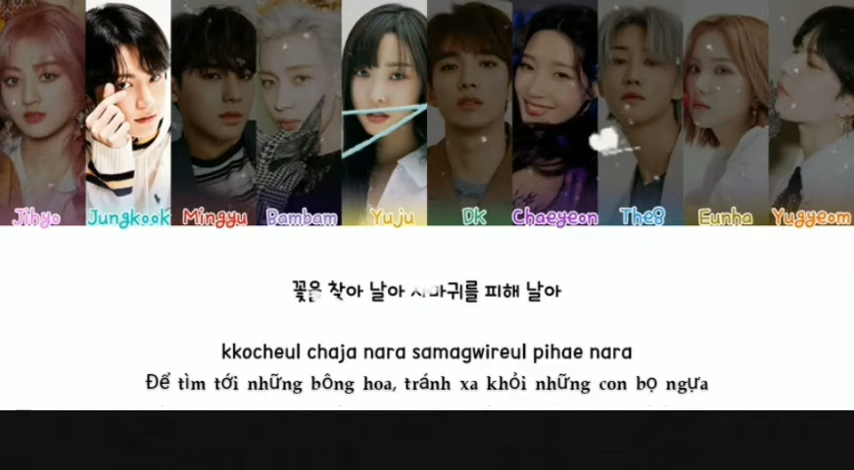 Jihyo Jungkook Mingyu Bambam Yuju DK Chaeyeon The8 Eunha Yugyeom
꽃을 찾아 날아 사마귀를 피해 날아
kkocheul chaja nara samagwireul pihae nara
Để tìm tới những bông hoa, tránh xa khỏi những con bọ ngựa